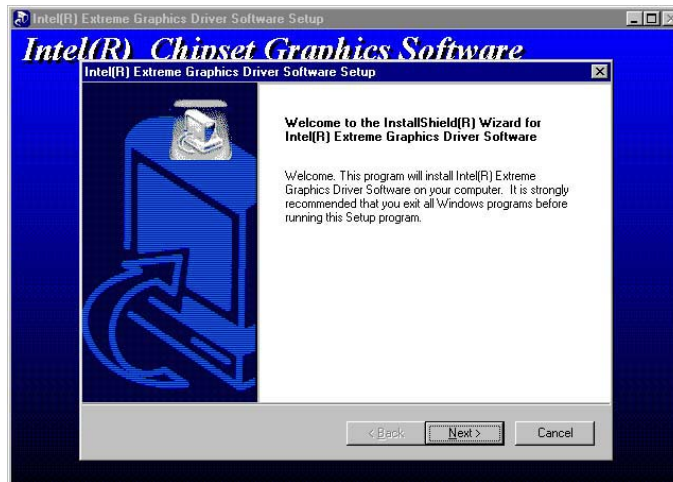 Intel(R) Extreme Graphics Driver Software Setup
Intel(R) Chipset Graphics Software
Intel(R) Extreme Graphics Driver Software Setup
Welcome to the InstallShield(R) Wizard for
Intel(R) Extreme Graphics Driver Software
Welcome. This program will install Intel(R) Extreme
Graphics Driver Software on your computer. It is strongly
recommended that you exit all Windows programs before
running this Setup program.
< Back Next > Cancel